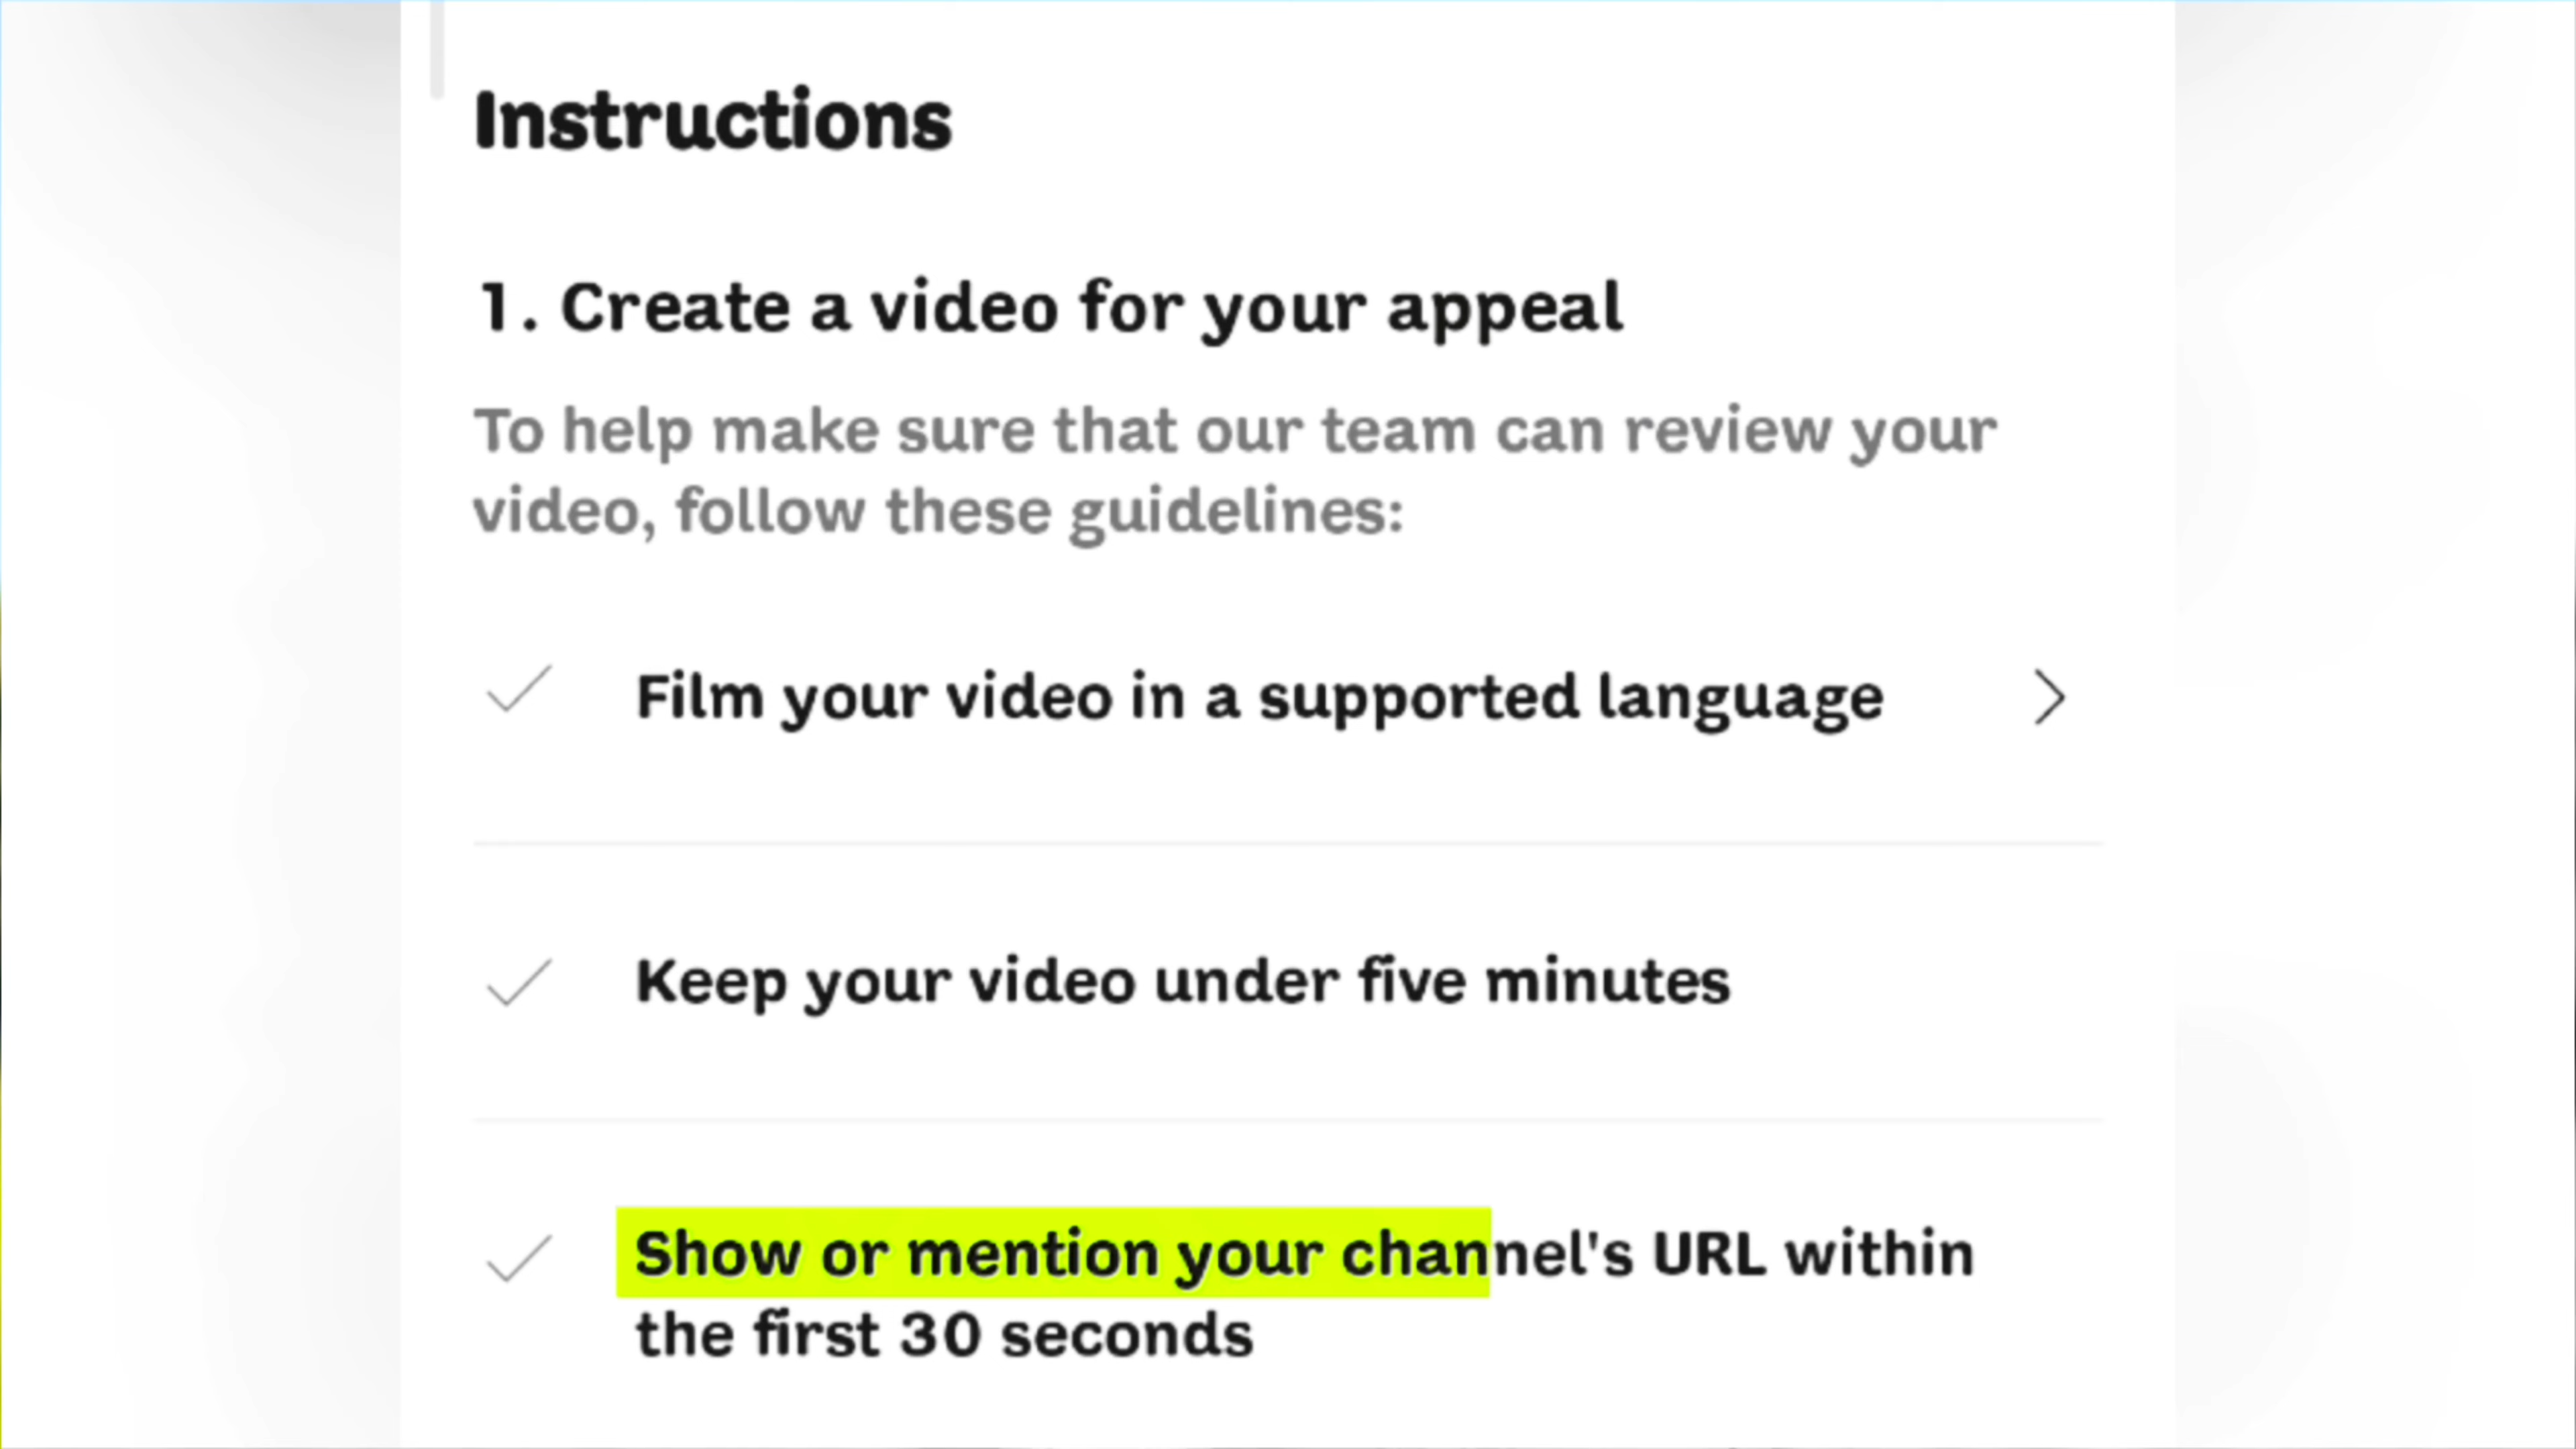 Instructions
1. Create a video for your appeal
To help make sure that our team can review your
video, follow these guidelines:
Film your video in a supported language
Keep your video under five minutes
Show or mention your channel's URL within
the first 30 seconds